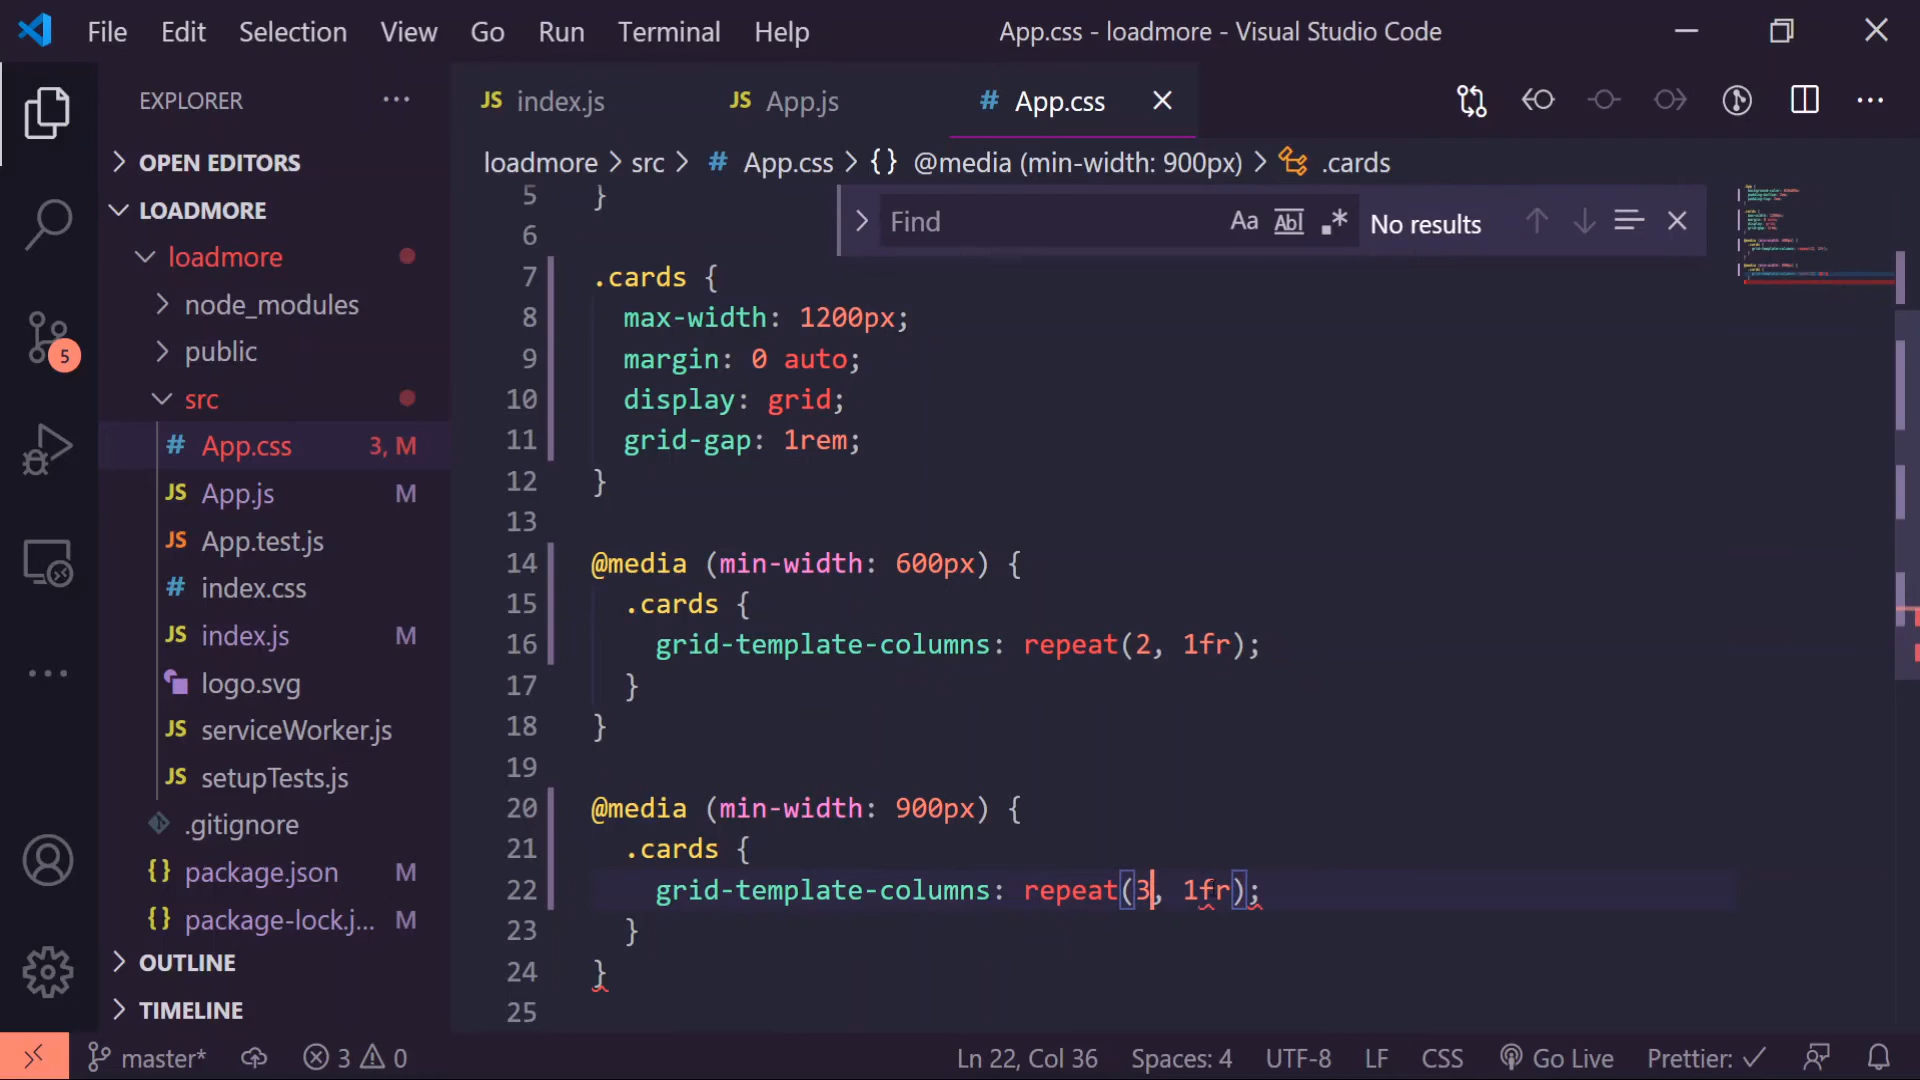 File Edit Selection View Go Run Terminal Help App.css - loadmore - Visual Studio Code
EXPLORER
OPEN EDITORS
LOADMORE
loadmore
node_modules
public
src
# App.css 3, M
JS App.js M
JS App.test.js
# index.css
JS index.js M
logo.svg
JS serviceWorker.js
JS setupTests.js
.gitignore
{} package.json M
{} package-lock.j... M
OUTLINE
TIMELINE
5
JS index.js JS App.js # App.css
loadmore > src > # App.css > {} @media (min-width: 900px) > .cards
Find Aa Abl .* No results
5 }
6
7 .cards {
8 max-width: 1200px;
9 margin: 0 auto;
10 display: grid;
11 grid-gap: 1rem;
12 }
13
14 @media (min-width: 600px) {
15 .cards {
16 grid-template-columns: repeat(2, 1fr);
17 }
18 }
19
20 @media (min-width: 900px) {
21 .cards {
22 grid-template-columns: repeat(3, 1fr);
23 }
24 }
25
master* 3 0 Ln 22, Col 36 Spaces: 4 UTF-8 LF CSS Go Live Prettier: ✓